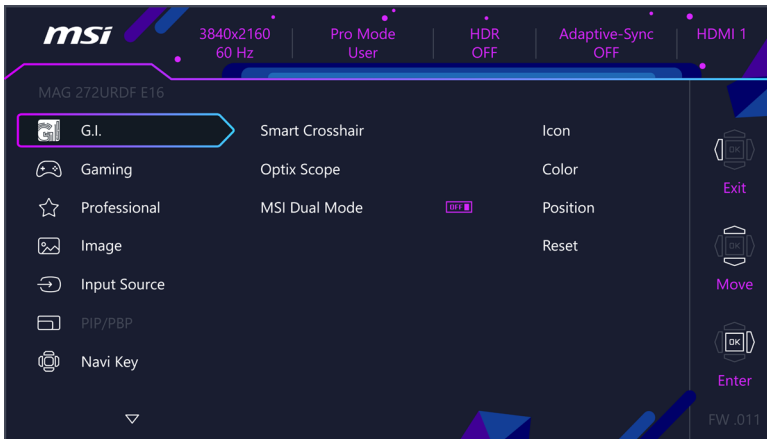 msi
3840x2160
60 Hz
Pro Mode
User
HDR
OFF
Adaptive-Sync
OFF
HDMI 1
MAG 272URDF E16
G.I.
Gaming
Professional
Image
Input Source
PIP/PBP
Navi Key
Smart Crosshair
Optix Scope
MSI Dual Mode
OFF
Icon
Color
Position
Reset
OK
Exit
OK
Move
OK
Enter
FW .011